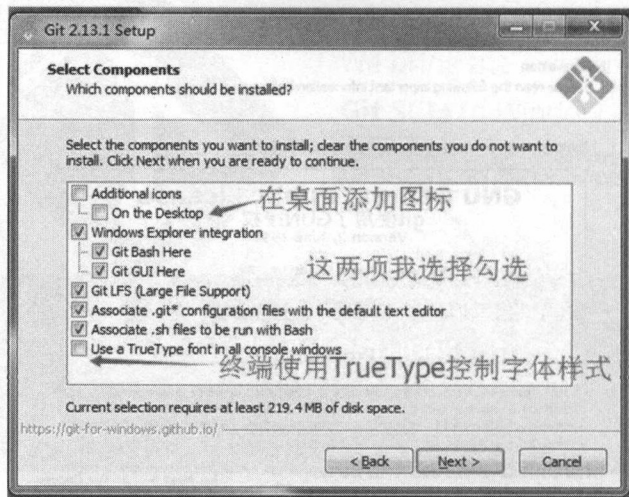 Git 2.13.1 Setup
Select Components
Which components should be installed?
Select the components you want to install; clear the components you do not want to
install. Click Next when you are ready to continue.
Additional icons
On the Desktop
在桌面添加图标
Windows Explorer integration
Git Bash Here
Git GUI Here
这两项我选择勾选
Git LFS (Large File Support)
Associate .git* configuration files with the default text editor
Associate .sh files to be run with Bash
Use a TrueType font in all console windows
终端使用TrueType控制字体样式
Current selection requires at least 219.4 MB of disk space.
https://git-for-windows.github.io/
< Back
Next >
Cancel